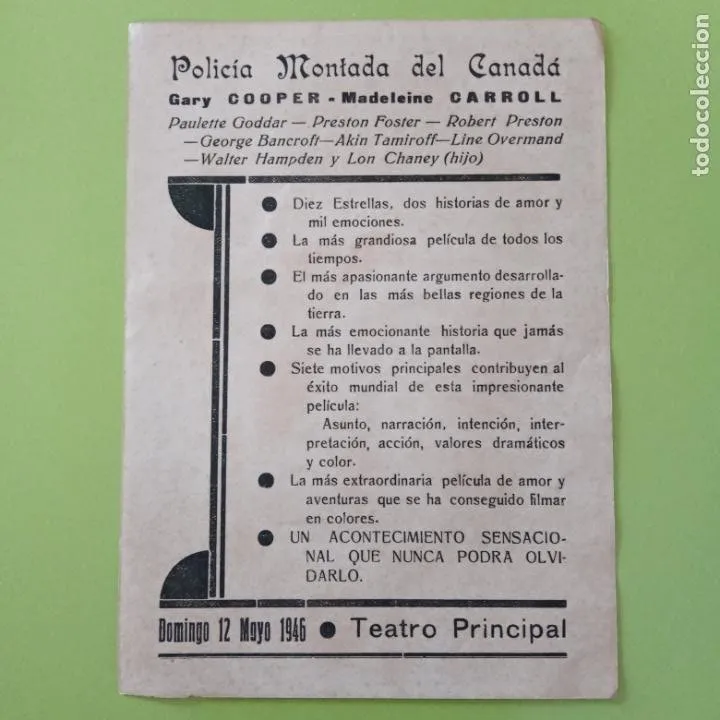 Policía Montada del Canadá
Gary COOPER - Madeleine CARROLL
Paulette Goddar — Preston Foster — Robert Preston
—George Bancroft—Akin Tamiroff—Line Overmand
—Walter Hampden y Lon Chaney (hijo)
● Diez Estrellas, dos historias de amor y
mil emociones.
● La más grandiosa película de todos los
tiempos.
● El más apasionante argumento desarrolla-
do en las más bellas regiones de la
tierra.
● La más emocionante historia que jamás
se ha llevado a la pantalla.
● Siete motivos principales contribuyen al
éxito mundial de esta impresionante
película:
Asunto, narración, intención, inter-
pretación, acción, valores dramáticos
y color.
● La más extraordinaria película de amor y
aventuras que se ha conseguido filmar
en colores.
● UN ACONTECIMIENTO SENSACIO-
NAL QUE NUNCA PODRA OLVI-
DARLO.
Domingo 12 Mayo 1946 ● Teatro Principal
todocoleccion